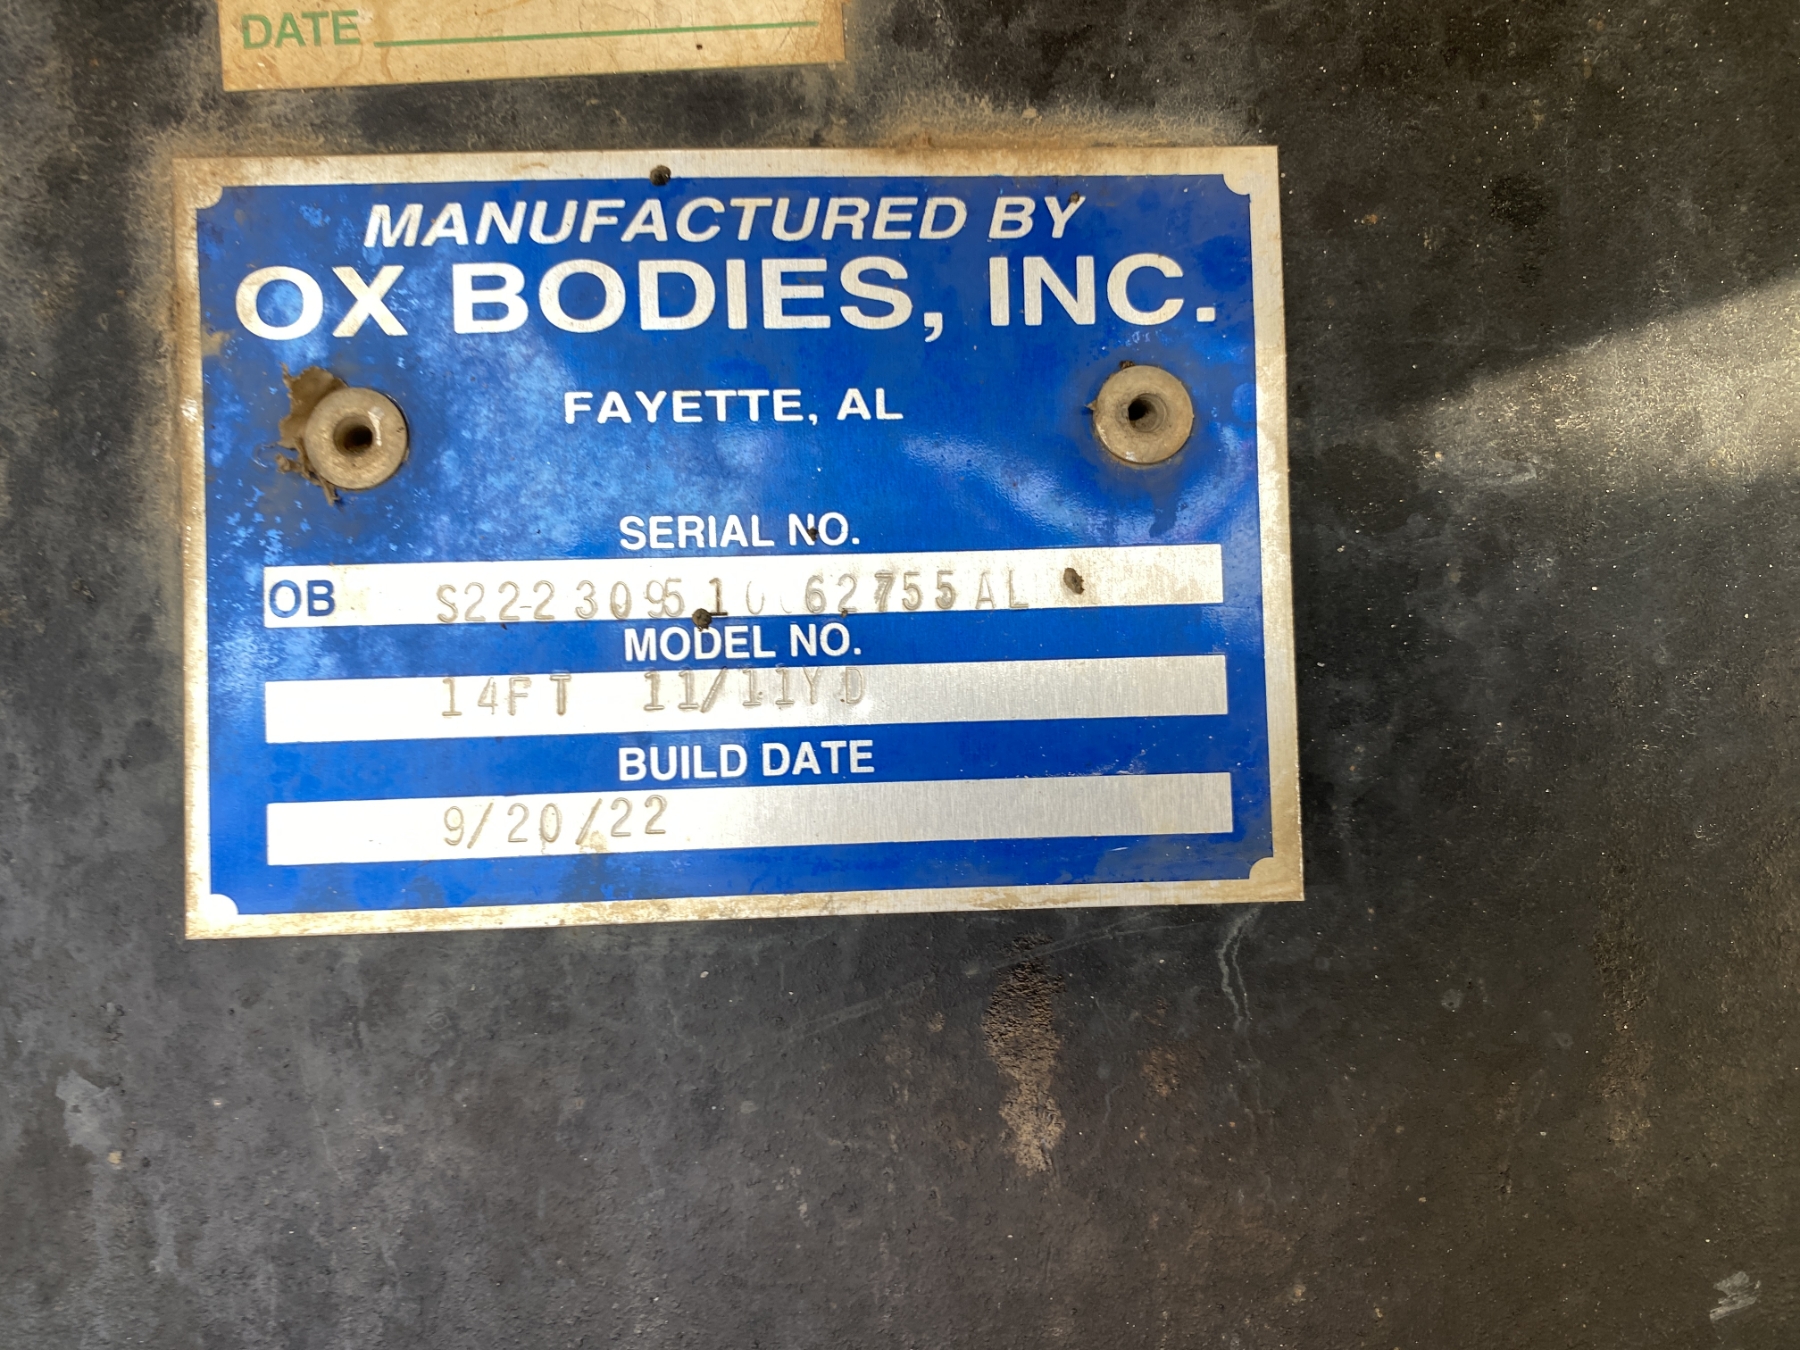 DATE
MANUFACTURED BY
OX BODIES, INC.
FAYETTE, AL
SERIAL NO.
OB
MODEL NO.
14FT 11/11YD
BUILD DATE
9/20/22